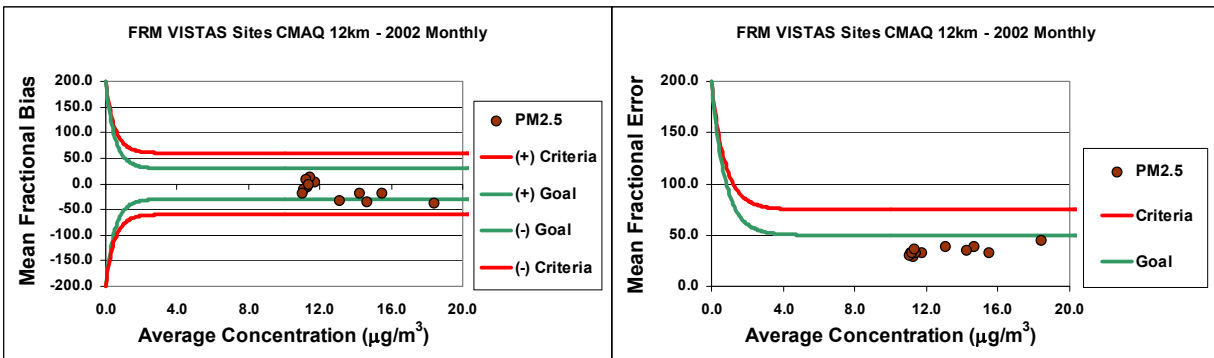 FRM VISTAS Sites CMAQ 12km - 2002 Monthly
Mean Fractional Bias
200.0
150.0
100.0
50.0
0.0
-50.0
-100.0
-150.0
-200.0
0.0 4.0 8.0 12.0 16.0 20.0
Average Concentration (μg/m³)
PM2.5
(+) Criteria
(+) Goal
(-) Goal
(-) Criteria
FRM VISTAS Sites CMAQ 12km - 2002 Monthly
Mean Fractional Error
200.0
150.0
100.0
50.0
0.0
0.0 4.0 8.0 12.0 16.0 20.0
Average Concentration (μg/m³)
PM2.5
Criteria
Goal